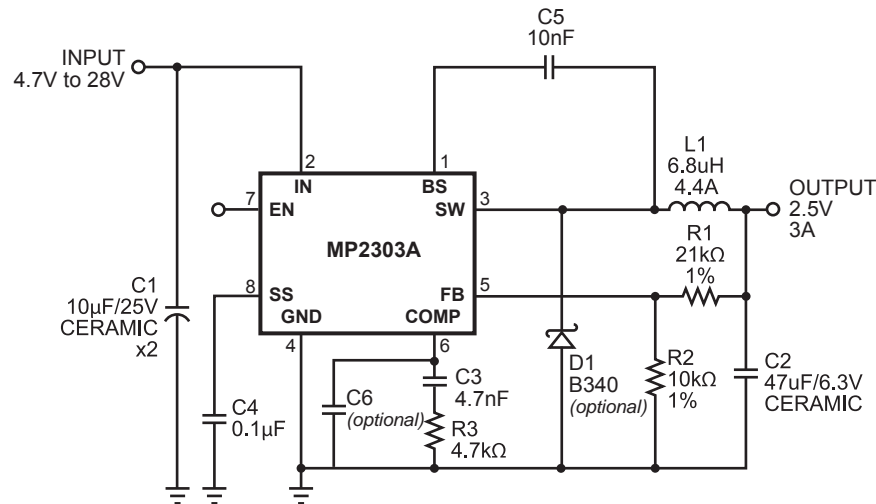 C5
10nF
INPUT
4.7V to 28V
L1
6.8uH
4.4A
2
1
IN
BS
7
EN
SW
3
OUTPUT
2.5V
3A
MP2303A
R1
21kΩ
1%
C1
10µF/25V
CERAMIC
x2
8
SS
FB
5
GND
COMP
4
6
D1
B340
(optional)
R2
10kΩ
1%
C2
47uF/6.3V
CERAMIC
C3
4.7nF
C6
(optional)
C4
0.1µF
R3
4.7kΩ